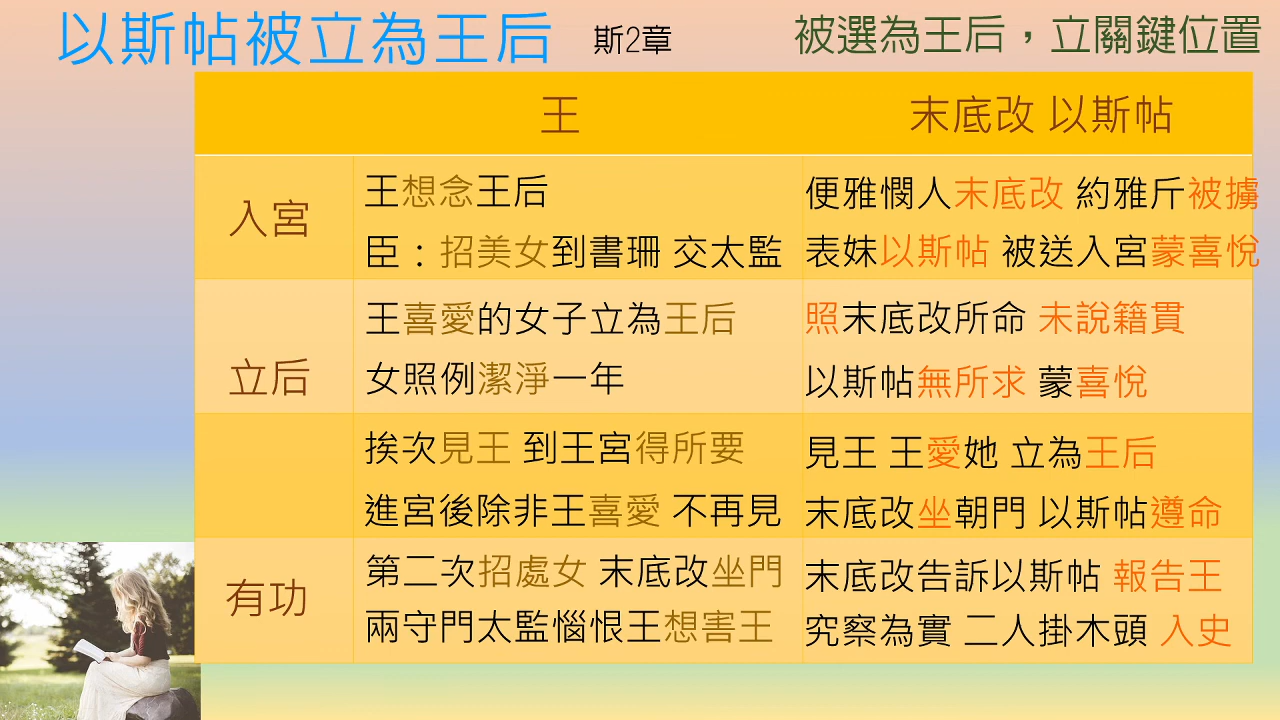 以斯帖被立為王后 斯2章 被選為王后，立關鍵位置
王 末底改 以斯帖
入宮
王想念王后
臣：招美女到書珊 交太監
便雅憫人末底改 約雅斤被擄
表妹以斯帖 被送入宮蒙喜悅
立后
王喜愛的女子立為王后
女照例潔淨一年
照末底改所命 未說籍貫
以斯帖無所求 蒙喜悅
挨次見王 到王宮得所要
進宮後除非王喜愛 不再見
見王 王愛她 立為王后
末底改坐朝門 以斯帖遵命
有功
第二次招處女 末底改坐門
兩守門太監惱恨王想害王
末底改告訴以斯帖 報告王
究察為實 二人掛木頭 入史